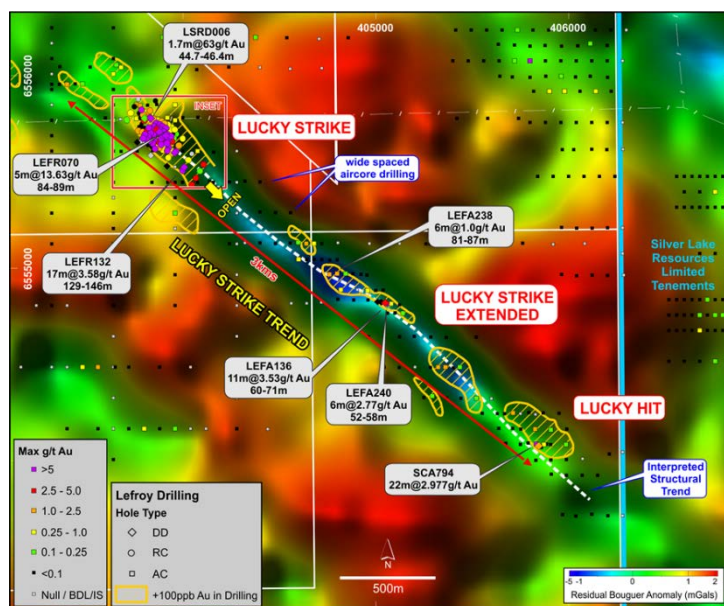 405000
406000
6556000
6555000
LSRD006
1.7m@63g/t Au
44.7-46.4m
INSET
LUCKY STRIKE
wide spaced
aircore drilling
LEFR070
5m@13.63g/t Au
84-89m
OPEN
LEFA238
6m@1.0g/t Au
81-87m
LEFR132
17m@3.58g/t Au
129-146m
3kms
LUCKY STRIKE TREND
Silver Lake
Resources
Limited
Tenements
LUCKY STRIKE
EXTENDED
LEFA136
11m@3.53g/t Au
60-71m
LEFA240
6m@2.77g/t Au
52-58m
LUCKY HIT
SCA794
22m@2.977g/t Au
Interpreted
Structural
Trend
Max g/t Au
>5
2.5 - 5.0
1.0 - 2.5
0.25 - 1.0
0.1 - 0.25
<0.1
Null / BDL/IS
Lefroy Drilling
Hole Type
DD
RC
AC
+100ppb Au in Drilling
N
500m
-5 -1 0 1 5
Residual Bouguer Anomaly (mGals)